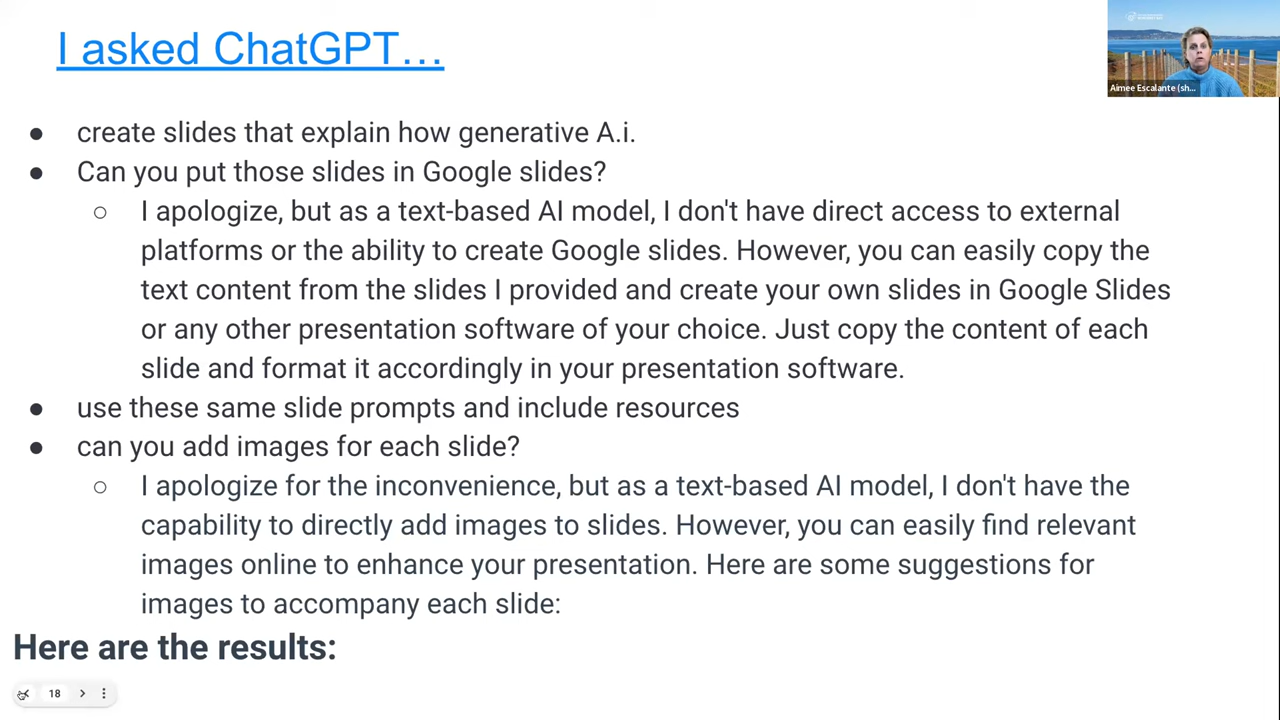 I asked ChatGPT…
Aimee Escalante (sh...
● create slides that explain how generative A.i.
● Can you put those slides in Google slides?
○ I apologize, but as a text-based AI model, I don't have direct access to external
platforms or the ability to create Google slides. However, you can easily copy the
text content from the slides I provided and create your own slides in Google Slides
or any other presentation software of your choice. Just copy the content of each
slide and format it accordingly in your presentation software.
● use these same slide prompts and include resources
● can you add images for each slide?
○ I apologize for the inconvenience, but as a text-based AI model, I don't have the
capability to directly add images to slides. However, you can easily find relevant
images online to enhance your presentation. Here are some suggestions for
images to accompany each slide:
Here are the results:
18